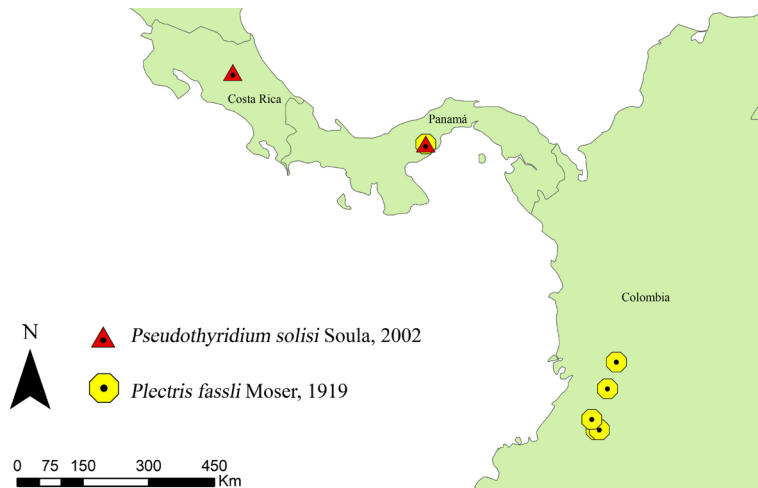 Costa Rica
Panamá
Colombia
N
Pseudothyridium solisi Soula, 2002
Plectris fassli Moser, 1919
0 75 150 300 450
Km